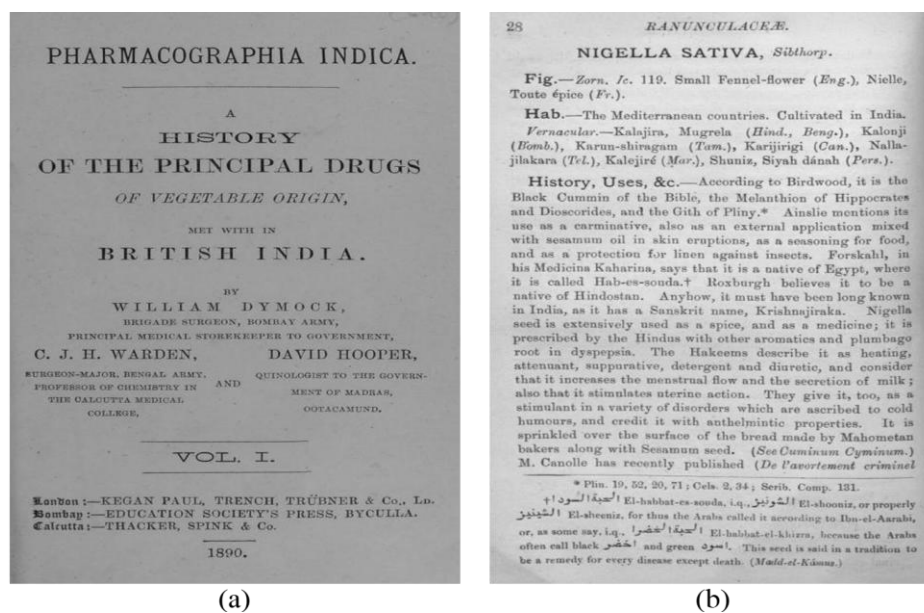 PHARMACOGRAPHIA INDICA.
A
HISTORY
OF THE PRINCIPAL DRUGS
OF VEGETABLE ORIGIN,
MET WITH IN
BRITISH INDIA.
BY
WILLIAM DYMOCK,
BRIGADE SURGEON, BOMBAY ARMY,
PRINCIPAL MEDICAL STOREKEEPER TO GOVERNMENT,
C. J. H. WARDEN,
SURGEON-MAJOR, BENGAL ARMY,
PROFESSOR OF CHEMISTRY IN
THE CALCUTTA MEDICAL
COLLEGE,
AND
DAVID HOOPER,
QUINOLOGIST TO THE GOVERN-
MENT OF MADRAS,
OOTACAMUND.
VOL. I.
London :—KEGAN PAUL, TRENCH, TRÜBNER & Co., LD.
Bombay :—EDUCATION SOCIETY'S PRESS, BYCULLA.
Calcutta :—THACKER, SPINK & Co.
1890.
(a)
28 RANUNCULACEÆ.
NIGELLA SATIVA, Sibthorp.
Fig.—Zorn. Ic. 119. Small Fennel-flower (Eng.), Nielle,
Toute épice (Fr.).
Hab.—The Mediterranean countries. Cultivated in India.
Vernacular.—Kalajira, Mugrela (Hind., Beng.), Kalonji
(Bomb.), Karun-shiragam (Tam.), Karijirigi (Can.), Nalla-
jilakara (Tel.), Kalejiré (Mar.), Shuniz, Siyah dánah (Pers.).
History, Uses, &c.—According to Birdwood, it is the
Black Cummin of the Bible, the Melanthion of Hippocrates
and Dioscorides, and the Gith of Pliny.* Ainslie mentions its
use as a carminative, also as an external application mixed
with sesamum oil in skin eruptions, as a seasoning for food,
and as a protection for linen against insects. Forskahl, in
his Medicina Kaharina, says that it is a native of Egypt, where
it is called Hab-es-souda.† Roxburgh believes it to be a
native of Hindostan. Anyhow, it must have been long known
in India, as it has a Sanskrit name, Krishnajiraka. Nigella
seed is extensively used as a spice, and as a medicine; it is
prescribed by the Hindus with other aromatics and plumbago
root in dyspepsia. The Hakeems describe it as heating,
attenuant, suppurative, detergent and diuretic, and consider
that it increases the menstrual flow and the secretion of milk;
also that it stimulates uterine action. They give it, too, as a
stimulant in a variety of disorders which are ascribed to cold
humours, and credit it with anthelmintic properties. It is
sprinkled over the surface of the bread made by Mahometan
bakers along with Sesamum seed. (See Cuminum Cyminum.)
M. Canolle has recently published (De l'avortement criminel
* Plin. 19, 52, 20, 71; Cels. 2, 34; Scrib. Comp. 131.
† الحبة السودا El-habbat-es-souda, i.q., الشونيز El-shooniz, or properly
الشينيز El-sheeniz, for thus the Arabs called it according to Ibn-el-Aarabi,
or, as some say, i.q., الحبة الخضرا El-habbat-el-khizra, because the Arabs
often call black اخضر and green اسود. This seed is said in a tradition to
be a remedy for every disease except death. (Madd-el-Kámus.)
(b)